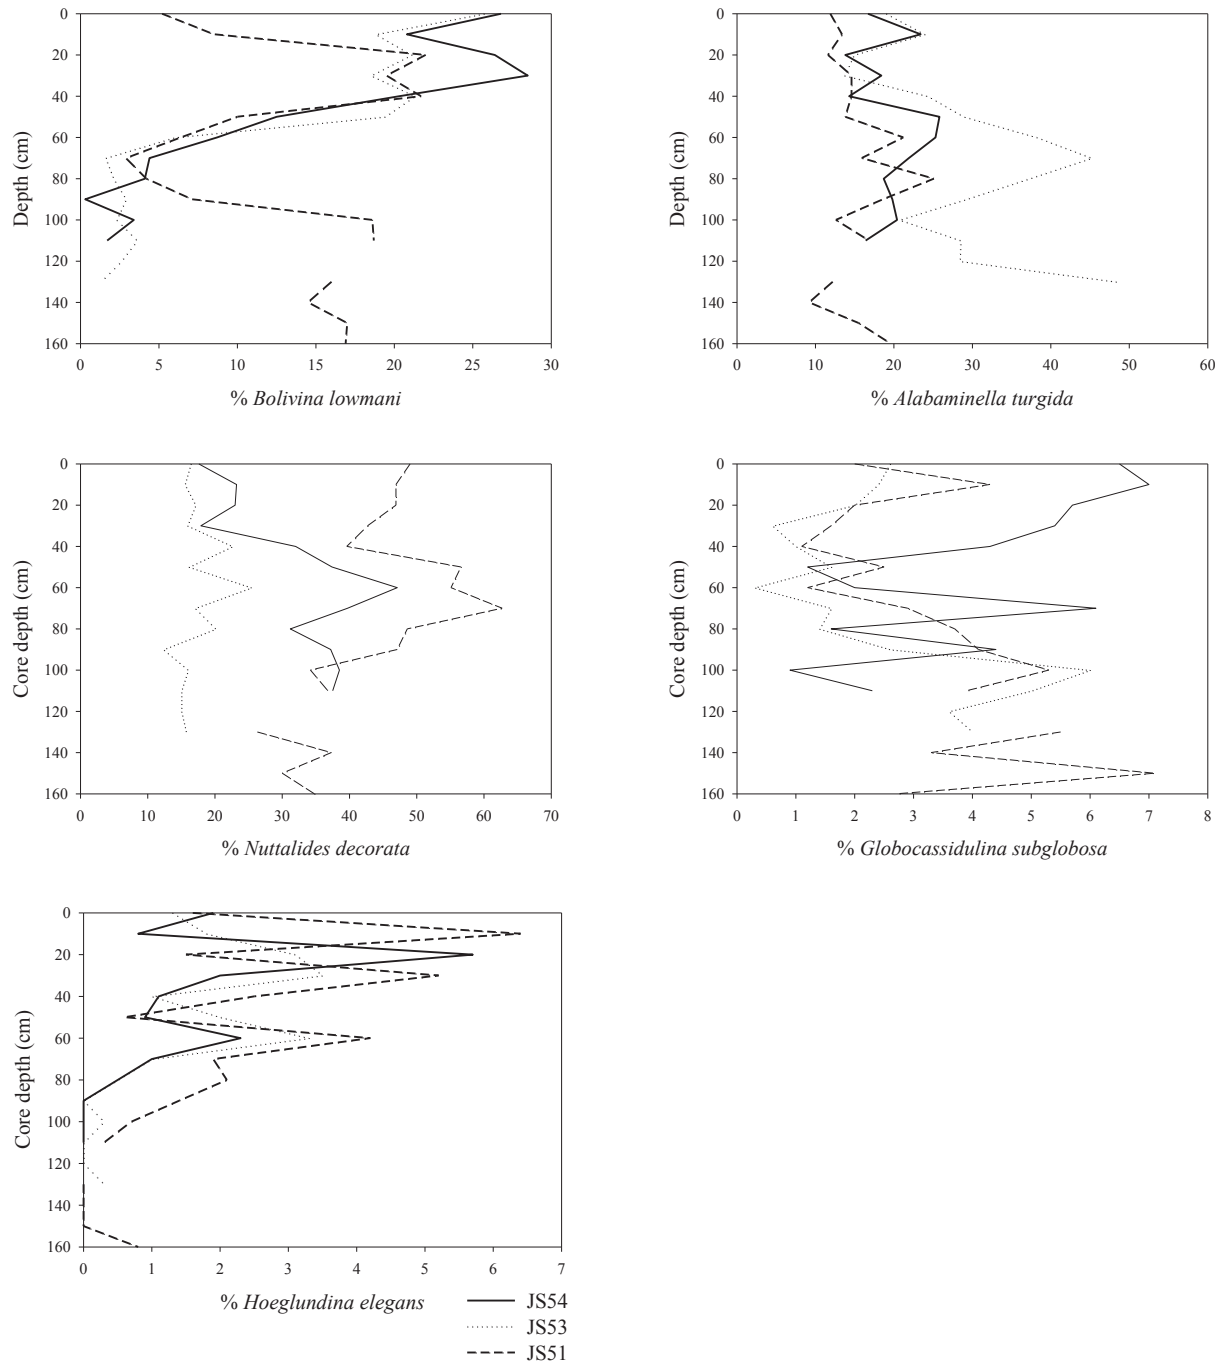 0
20
40
60
80
100
120
140
160
Depth (cm)
0 5 10 15 20 25 30
% Bolivina lowmani
0
20
40
60
80
100
120
140
160
Depth (cm)
0 10 20 30 40 50 60
% Alabaminella turgida
0
20
40
60
80
100
120
140
160
Core depth (cm)
0 10 20 30 40 50 60 70
% Nuttalides decorata
0
20
40
60
80
100
120
140
160
Core depth (cm)
0 1 2 3 4 5 6 7 8
% Globocassidulina subglobosa
0
20
40
60
80
100
120
150
160
Core depth (cm)
0 1 2 3 4 5 6 7
% Hoeglundina elegans
JS54
JS53
JS51